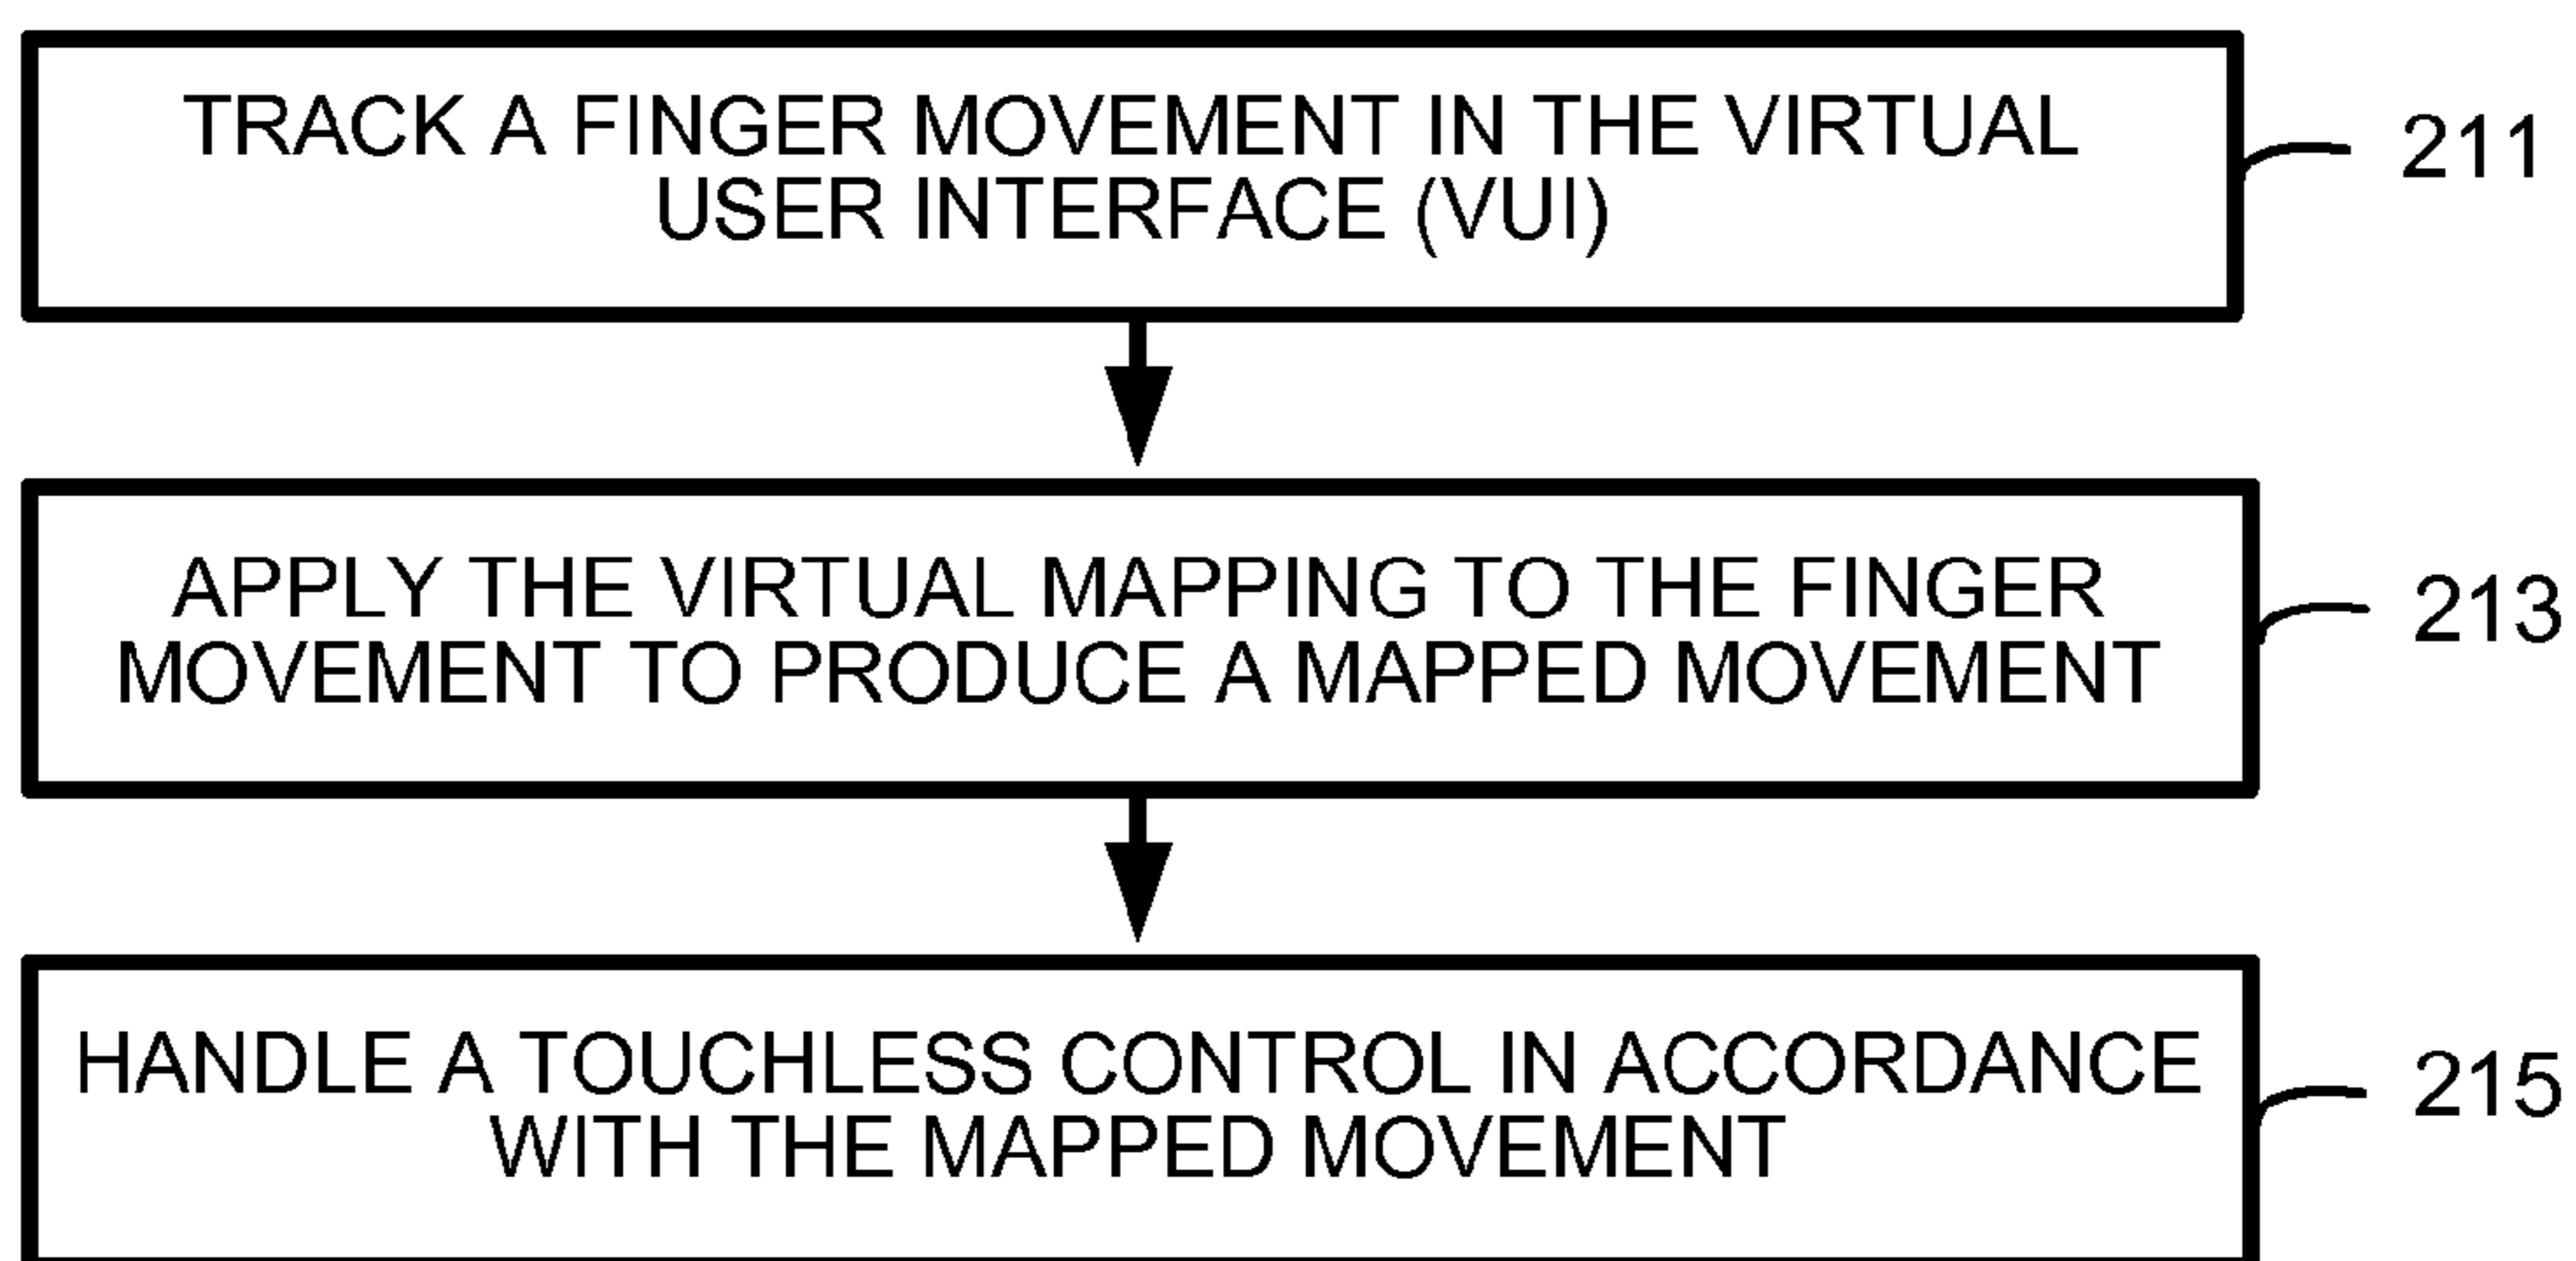 TRACK A FINGER MOVEMENT IN THE VIRTUAL
USER INTERFACE (VUI)
211
APPLY THE VIRTUAL MAPPING TO THE FINGER
MOVEMENT TO PRODUCE A MAPPED MOVEMENT
213
HANDLE A TOUCHLESS CONTROL IN ACCORDANCE
WITH THE MAPPED MOVEMENT
215